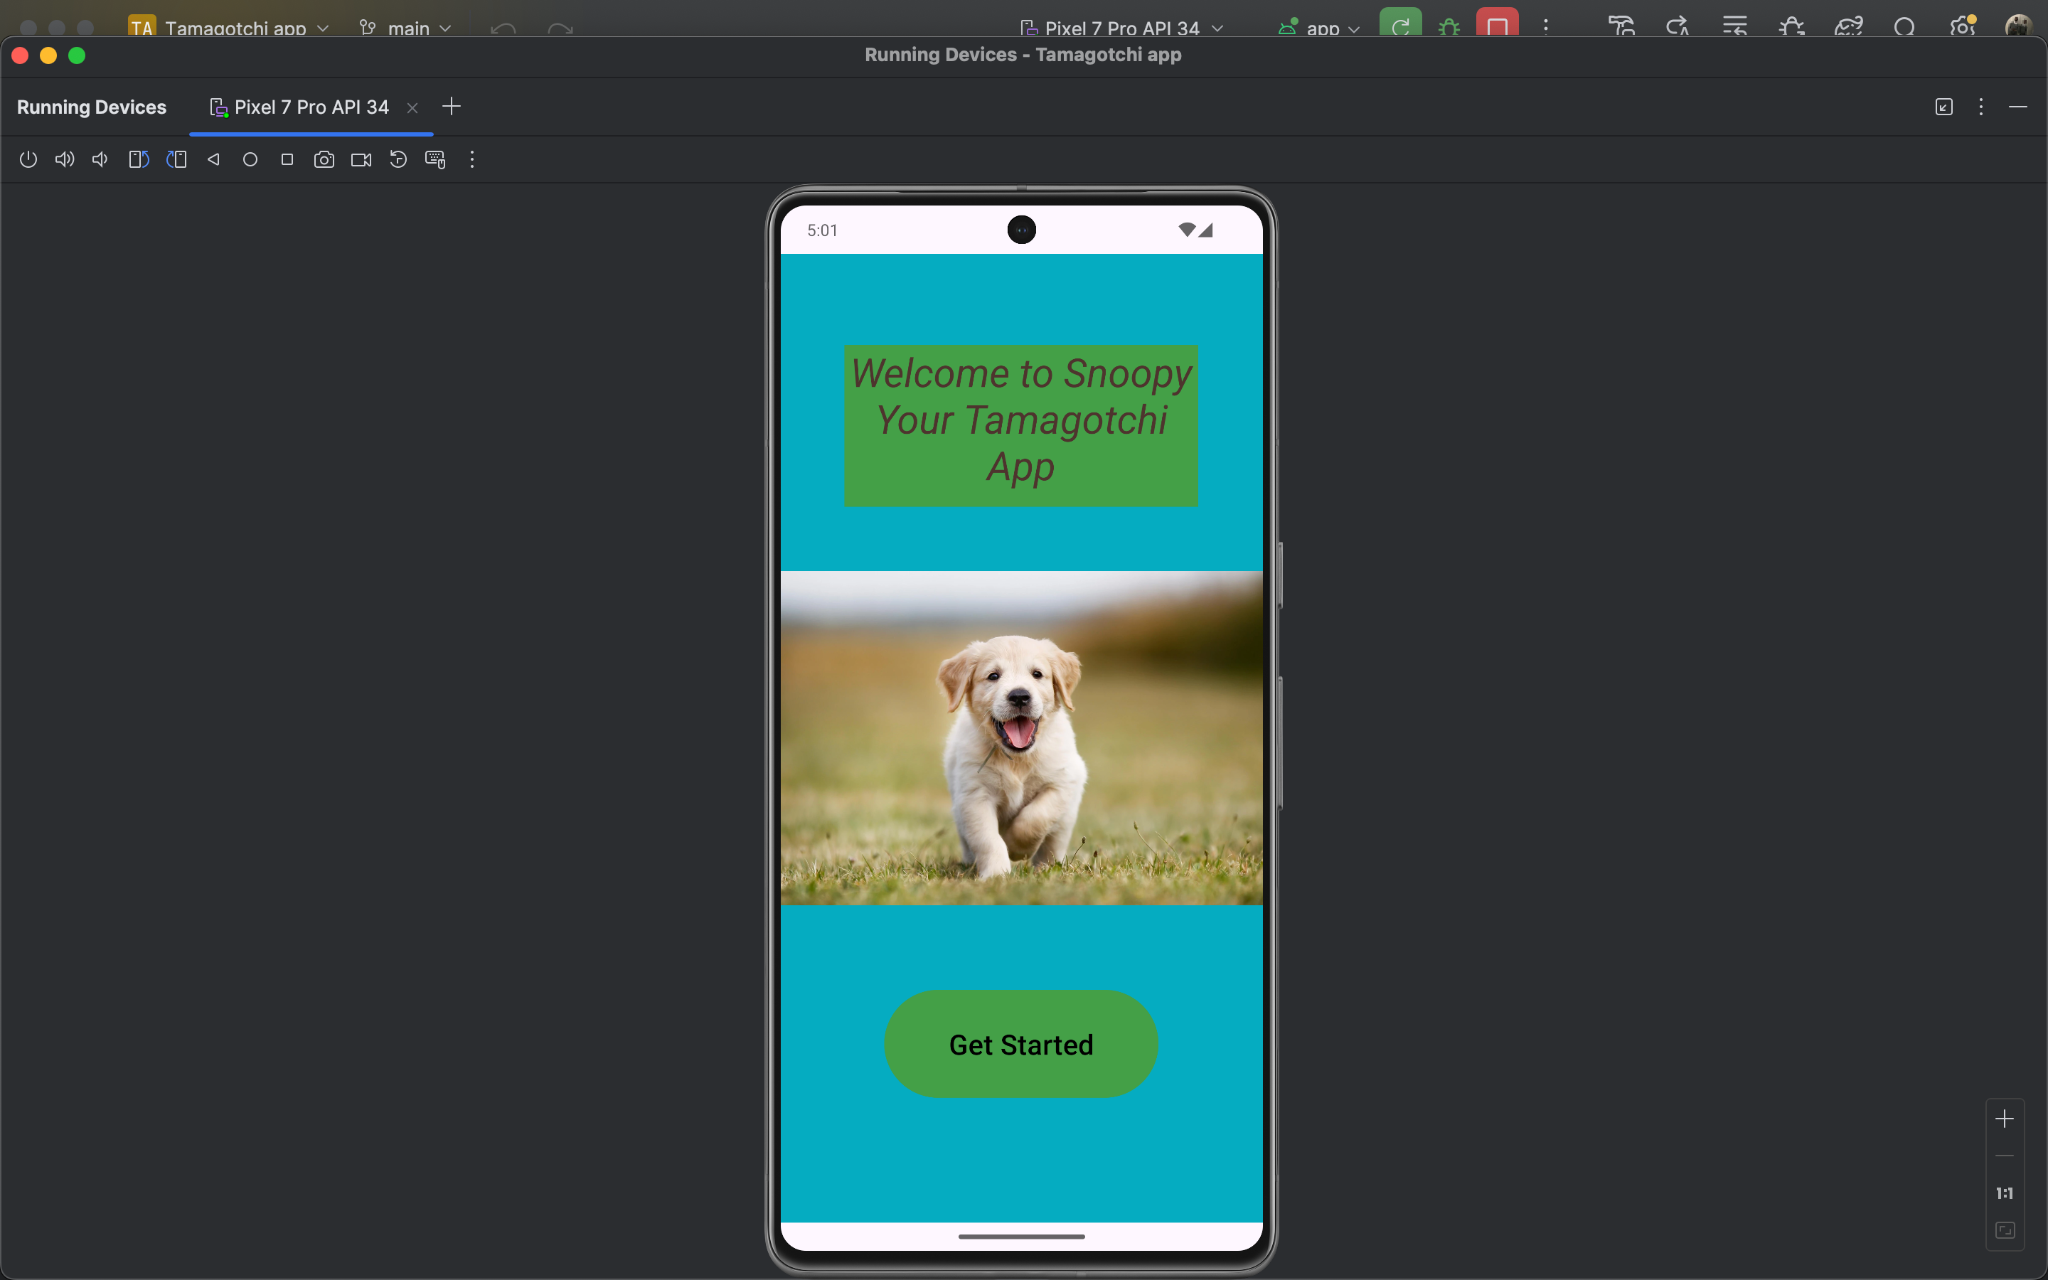 TA Tamagotchi app main Pixel 7 Pro API 34 app
Running Devices - Tamagotchi app
Running Devices Pixel 7 Pro API 34
5:01
Welcome to Snoopy
Your Tamagotchi
App
Get Started
1:1